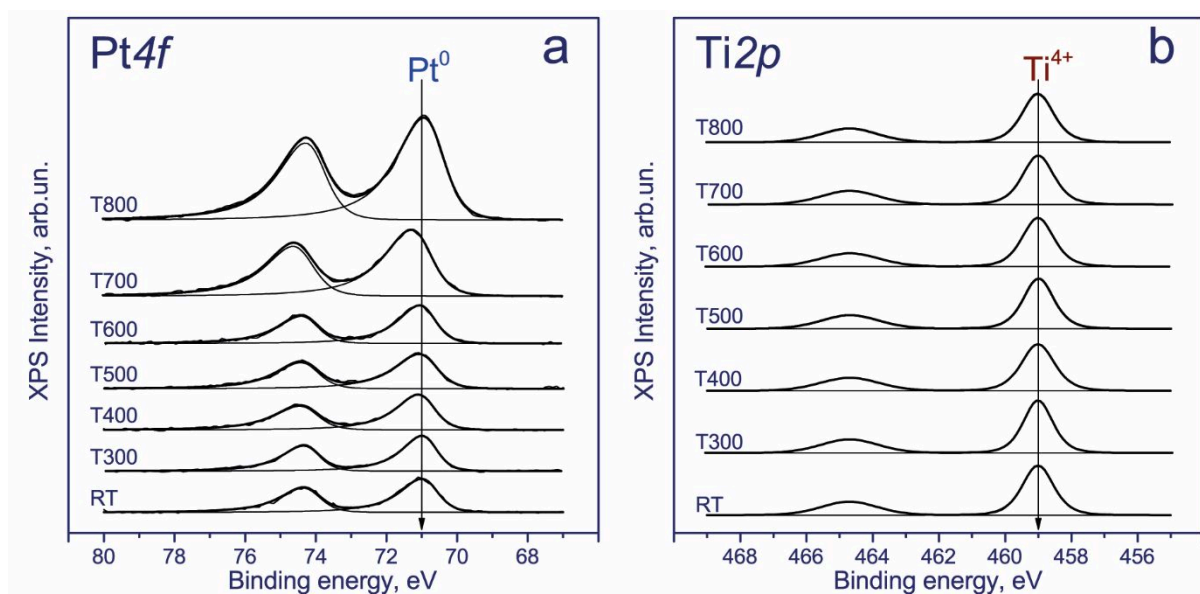 Pt4f
a
Pt⁰
T800
T700
T600
T500
T400
T300
RT
XPS Intensity, arb.un.
80 78 76 74 72 70 68
Binding energy, eV
Ti2p
b
Ti⁴⁺
T800
T700
T600
T500
T400
T300
RT
XPS Intensity, arb.un.
468 466 464 462 460 458 456
Binding energy, eV